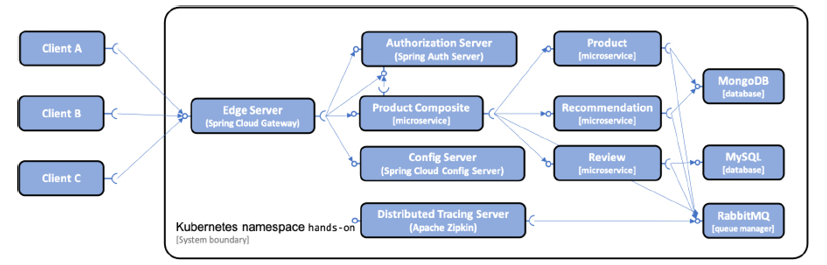 Client A
Client B
Client C
Edge Server
(Spring Cloud Gateway)
Authorization Server
(Spring Auth Server)
Product Composite
[microservice]
Config Server
(Spring Cloud Config Server)
Distributed Tracing Server
(Apache Zipkin)
Product
[microservice]
Recommendation
[microservice]
Review
[microservice]
MongoDB
[database]
MySQL
[database]
RabbitMQ
[queue manager]
Kubernetes namespace hands-on
[System boundary]